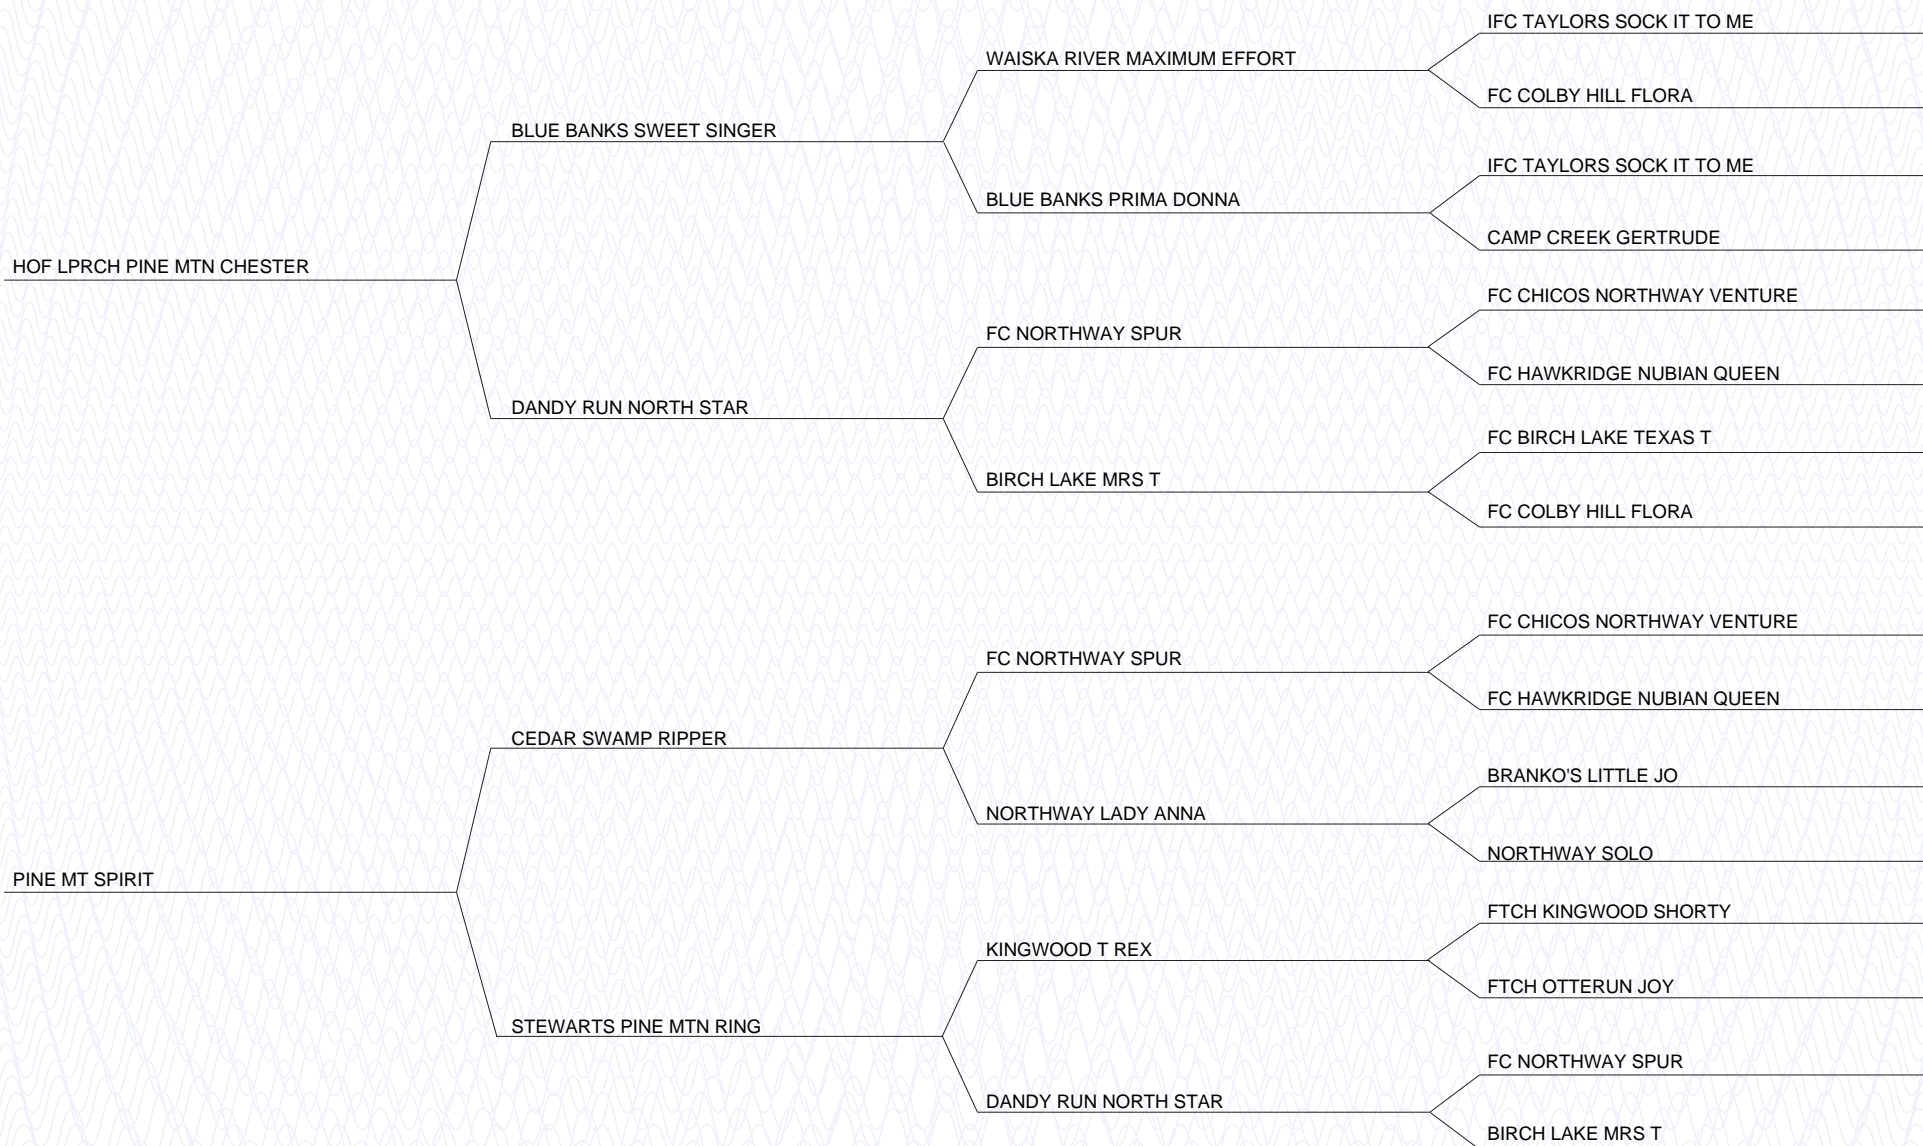 IFC TAYLORS SOCK IT TO ME
WAISKA RIVER MAXIMUM EFFORT
FC COLBY HILL FLORA
BLUE BANKS SWEET SINGER
IFC TAYLORS SOCK IT TO ME
BLUE BANKS PRIMA DONNA
CAMP CREEK GERTRUDE
HOF LPRCH PINE MTN CHESTER
FC CHICOS NORTHWAY VENTURE
FC NORTHWAY SPUR
FC HAWKRIDGE NUBIAN QUEEN
DANDY RUN NORTH STAR
FC BIRCH LAKE TEXAS T
BIRCH LAKE MRS T
FC COLBY HILL FLORA
FC CHICOS NORTHWAY VENTURE
FC NORTHWAY SPUR
FC HAWKRIDGE NUBIAN QUEEN
CEDAR SWAMP RIPPER
BRANKO'S LITTLE JO
NORTHWAY LADY ANNA
NORTHWAY SOLO
PINE MT SPIRIT
FTCH KINGWOOD SHORTY
KINGWOOD T REX
FTCH OTTERUN JOY
STEWARTS PINE MTN RING
FC NORTHWAY SPUR
DANDY RUN NORTH STAR
BIRCH LAKE MRS T